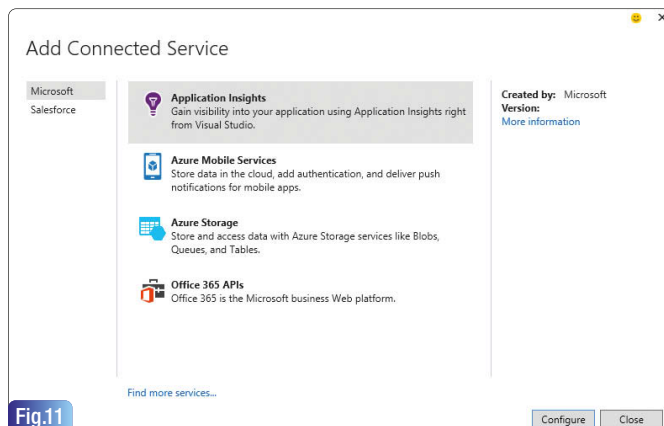 Add Connected Service
Microsoft
Salesforce
Application Insights
Gain visibility into your application using Application Insights right
from Visual Studio.
Azure Mobile Services
Store data in the cloud, add authentication, and deliver push
notifications for mobile apps.
Azure Storage
Store and access data with Azure Storage services like Blobs,
Queues, and Tables.
Office 365 APIs
Office 365 is the Microsoft business Web platform.
Created by: Microsoft
Version:
More information
Find more services...
Configure
Close
Fig.11